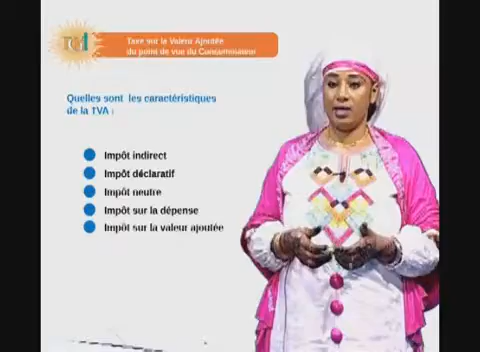 TGI
Taxe sur la Valeur Ajoutée
du point de vue du Consommateur
Quelles sont les caractéristiques
de la TVA :
Impôt indirect
Impôt déclaratif
Impôt neutre
Impôt sur la dépense
Impôt sur la valeur ajoutée